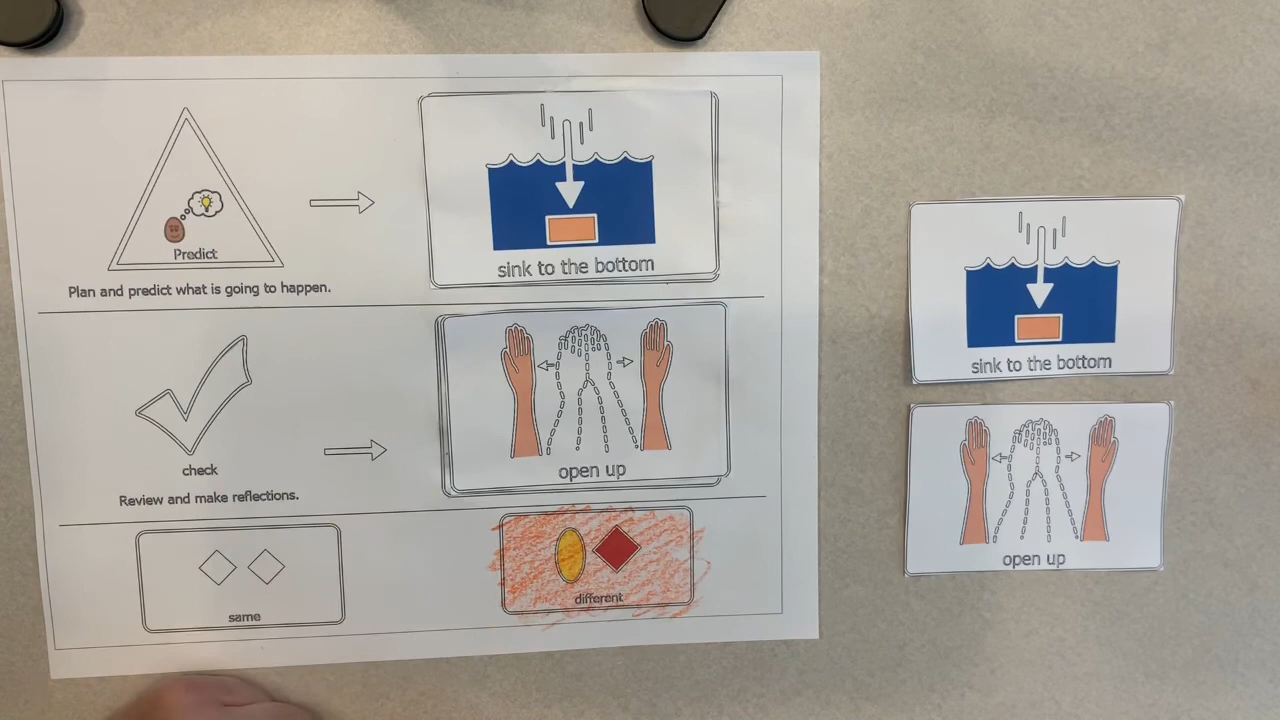 Predict
sink to the bottom
Plan and predict what is going to happen.
check
open up
Review and make reflections.
same
different
sink to the bottom
open up